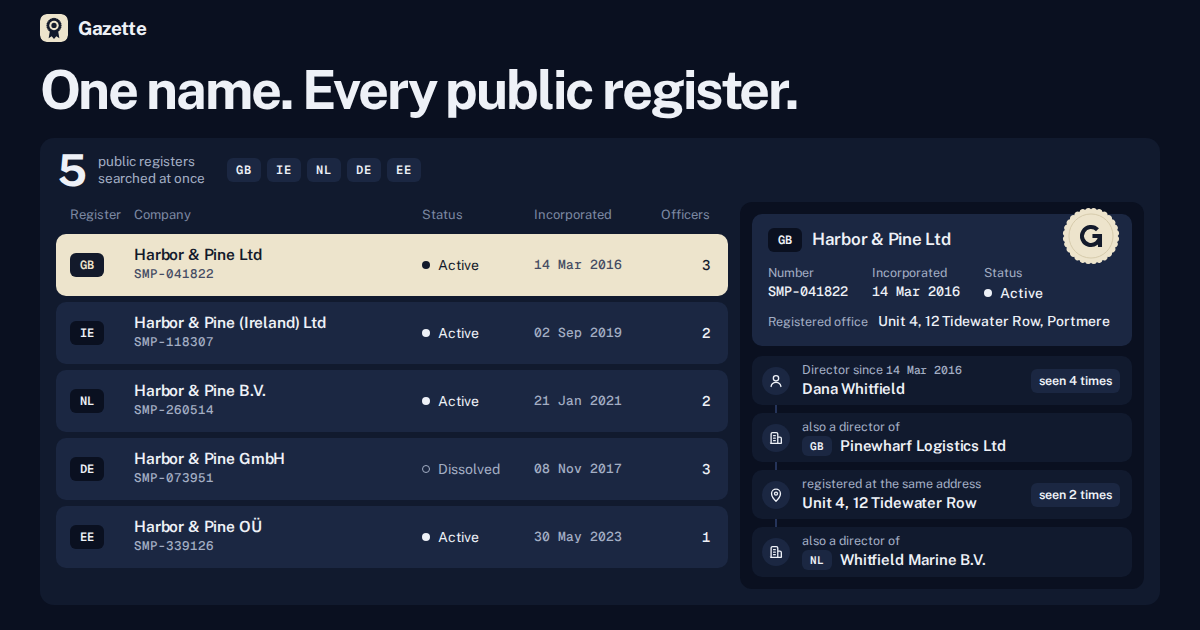 Gazette
One name. Every public register.
5 public registers searched at once
GB IE NL DE EE
Register Company Status Incorporated Officers
GB Harbor & Pine Ltd Active 14 Mar 2016 3
SMP-041822
IE Harbor & Pine (Ireland) Ltd Active 02 Sep 2019 2
SMP-118307
NL Harbor & Pine B.V. Active 21 Jan 2021 2
SMP-260514
DE Harbor & Pine GmbH Dissolved 08 Nov 2017 3
SMP-073951
EE Harbor & Pine OÜ Active 30 May 2023 1
SMP-339126
GB Harbor & Pine Ltd
G
Number Incorporated Status
SMP-041822 14 Mar 2016 Active
Registered office Unit 4, 12 Tidewater Row, Portmere
Director since 14 Mar 2016
Dana Whitfield
seen 4 times
also a director of
GB Pinewharf Logistics Ltd
registered at the same address
Unit 4, 12 Tidewater Row
seen 2 times
also a director of
NL Whitfield Marine B.V.